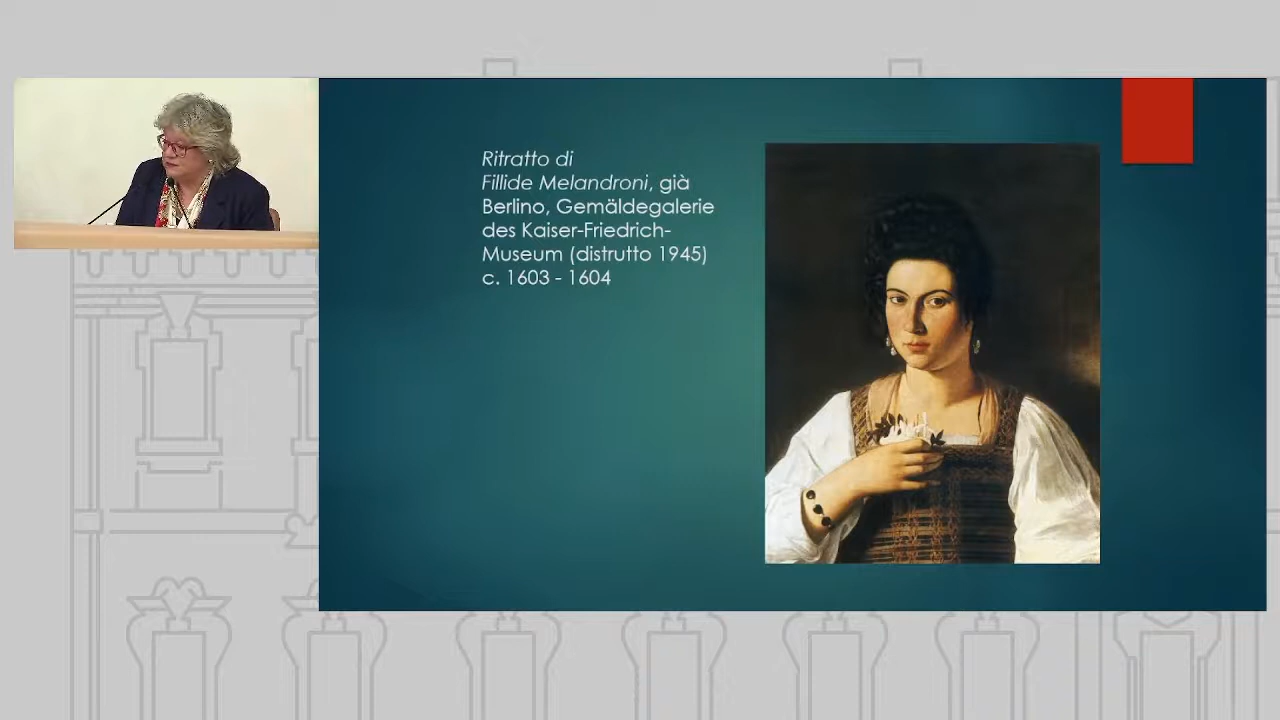 Ritratto di
Fillide Melandroni, già
Berlino, Gemäldegalerie
des Kaiser-Friedrich-
Museum (distrutto 1945)
c. 1603 - 1604